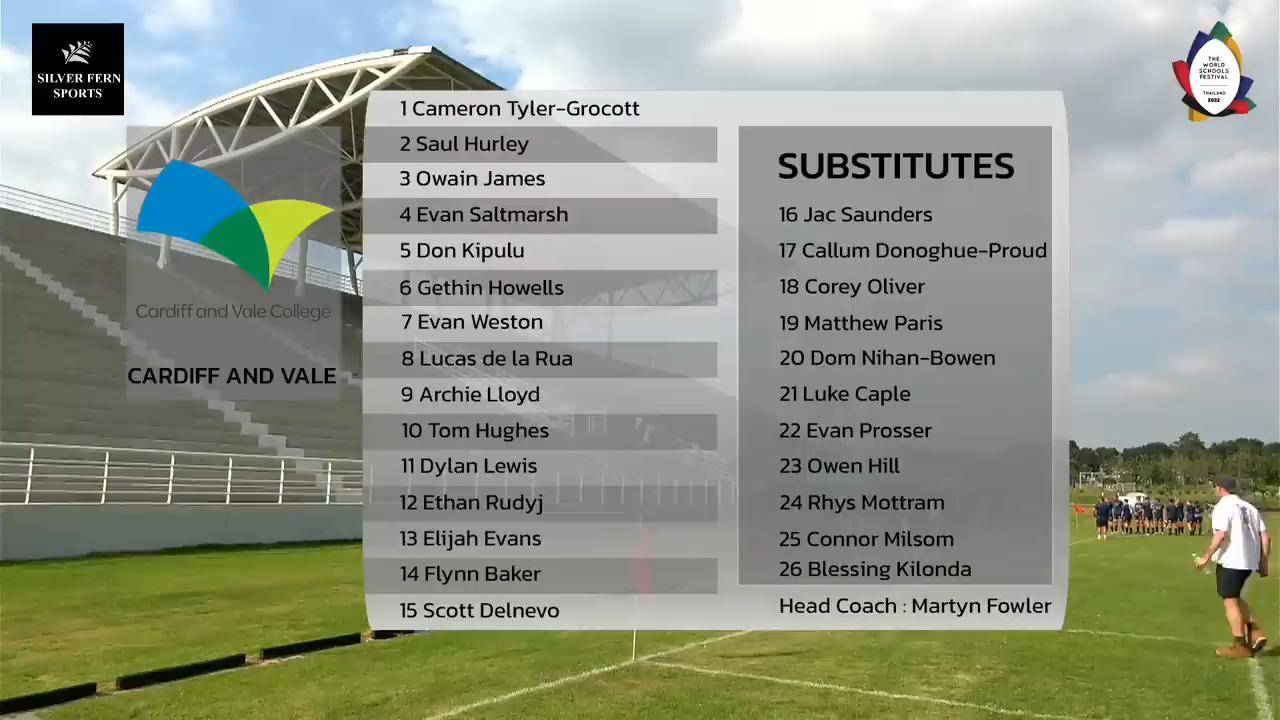 SILVER FERN
SPORTS
THE
WORLD
SCHOOLS
FESTIVAL
THAILAND
2022
Cardiff and Vale College
CARDIFF AND VALE
1 Cameron Tyler-Grocott
2 Saul Hurley
3 Owain James
4 Evan Saltmarsh
5 Don Kipulu
6 Gethin Howells
7 Evan Weston
8 Lucas de la Rua
9 Archie Lloyd
10 Tom Hughes
11 Dylan Lewis
12 Ethan Rudyj
13 Elijah Evans
14 Flynn Baker
15 Scott Delnevo
SUBSTITUTES
16 Jac Saunders
17 Callum Donoghue-Proud
18 Corey Oliver
19 Matthew Paris
20 Dom Nihan-Bowen
21 Luke Caple
22 Evan Prosser
23 Owen Hill
24 Rhys Mottram
25 Connor Milsom
26 Blessing Kilonda
Head Coach : Martyn Fowler